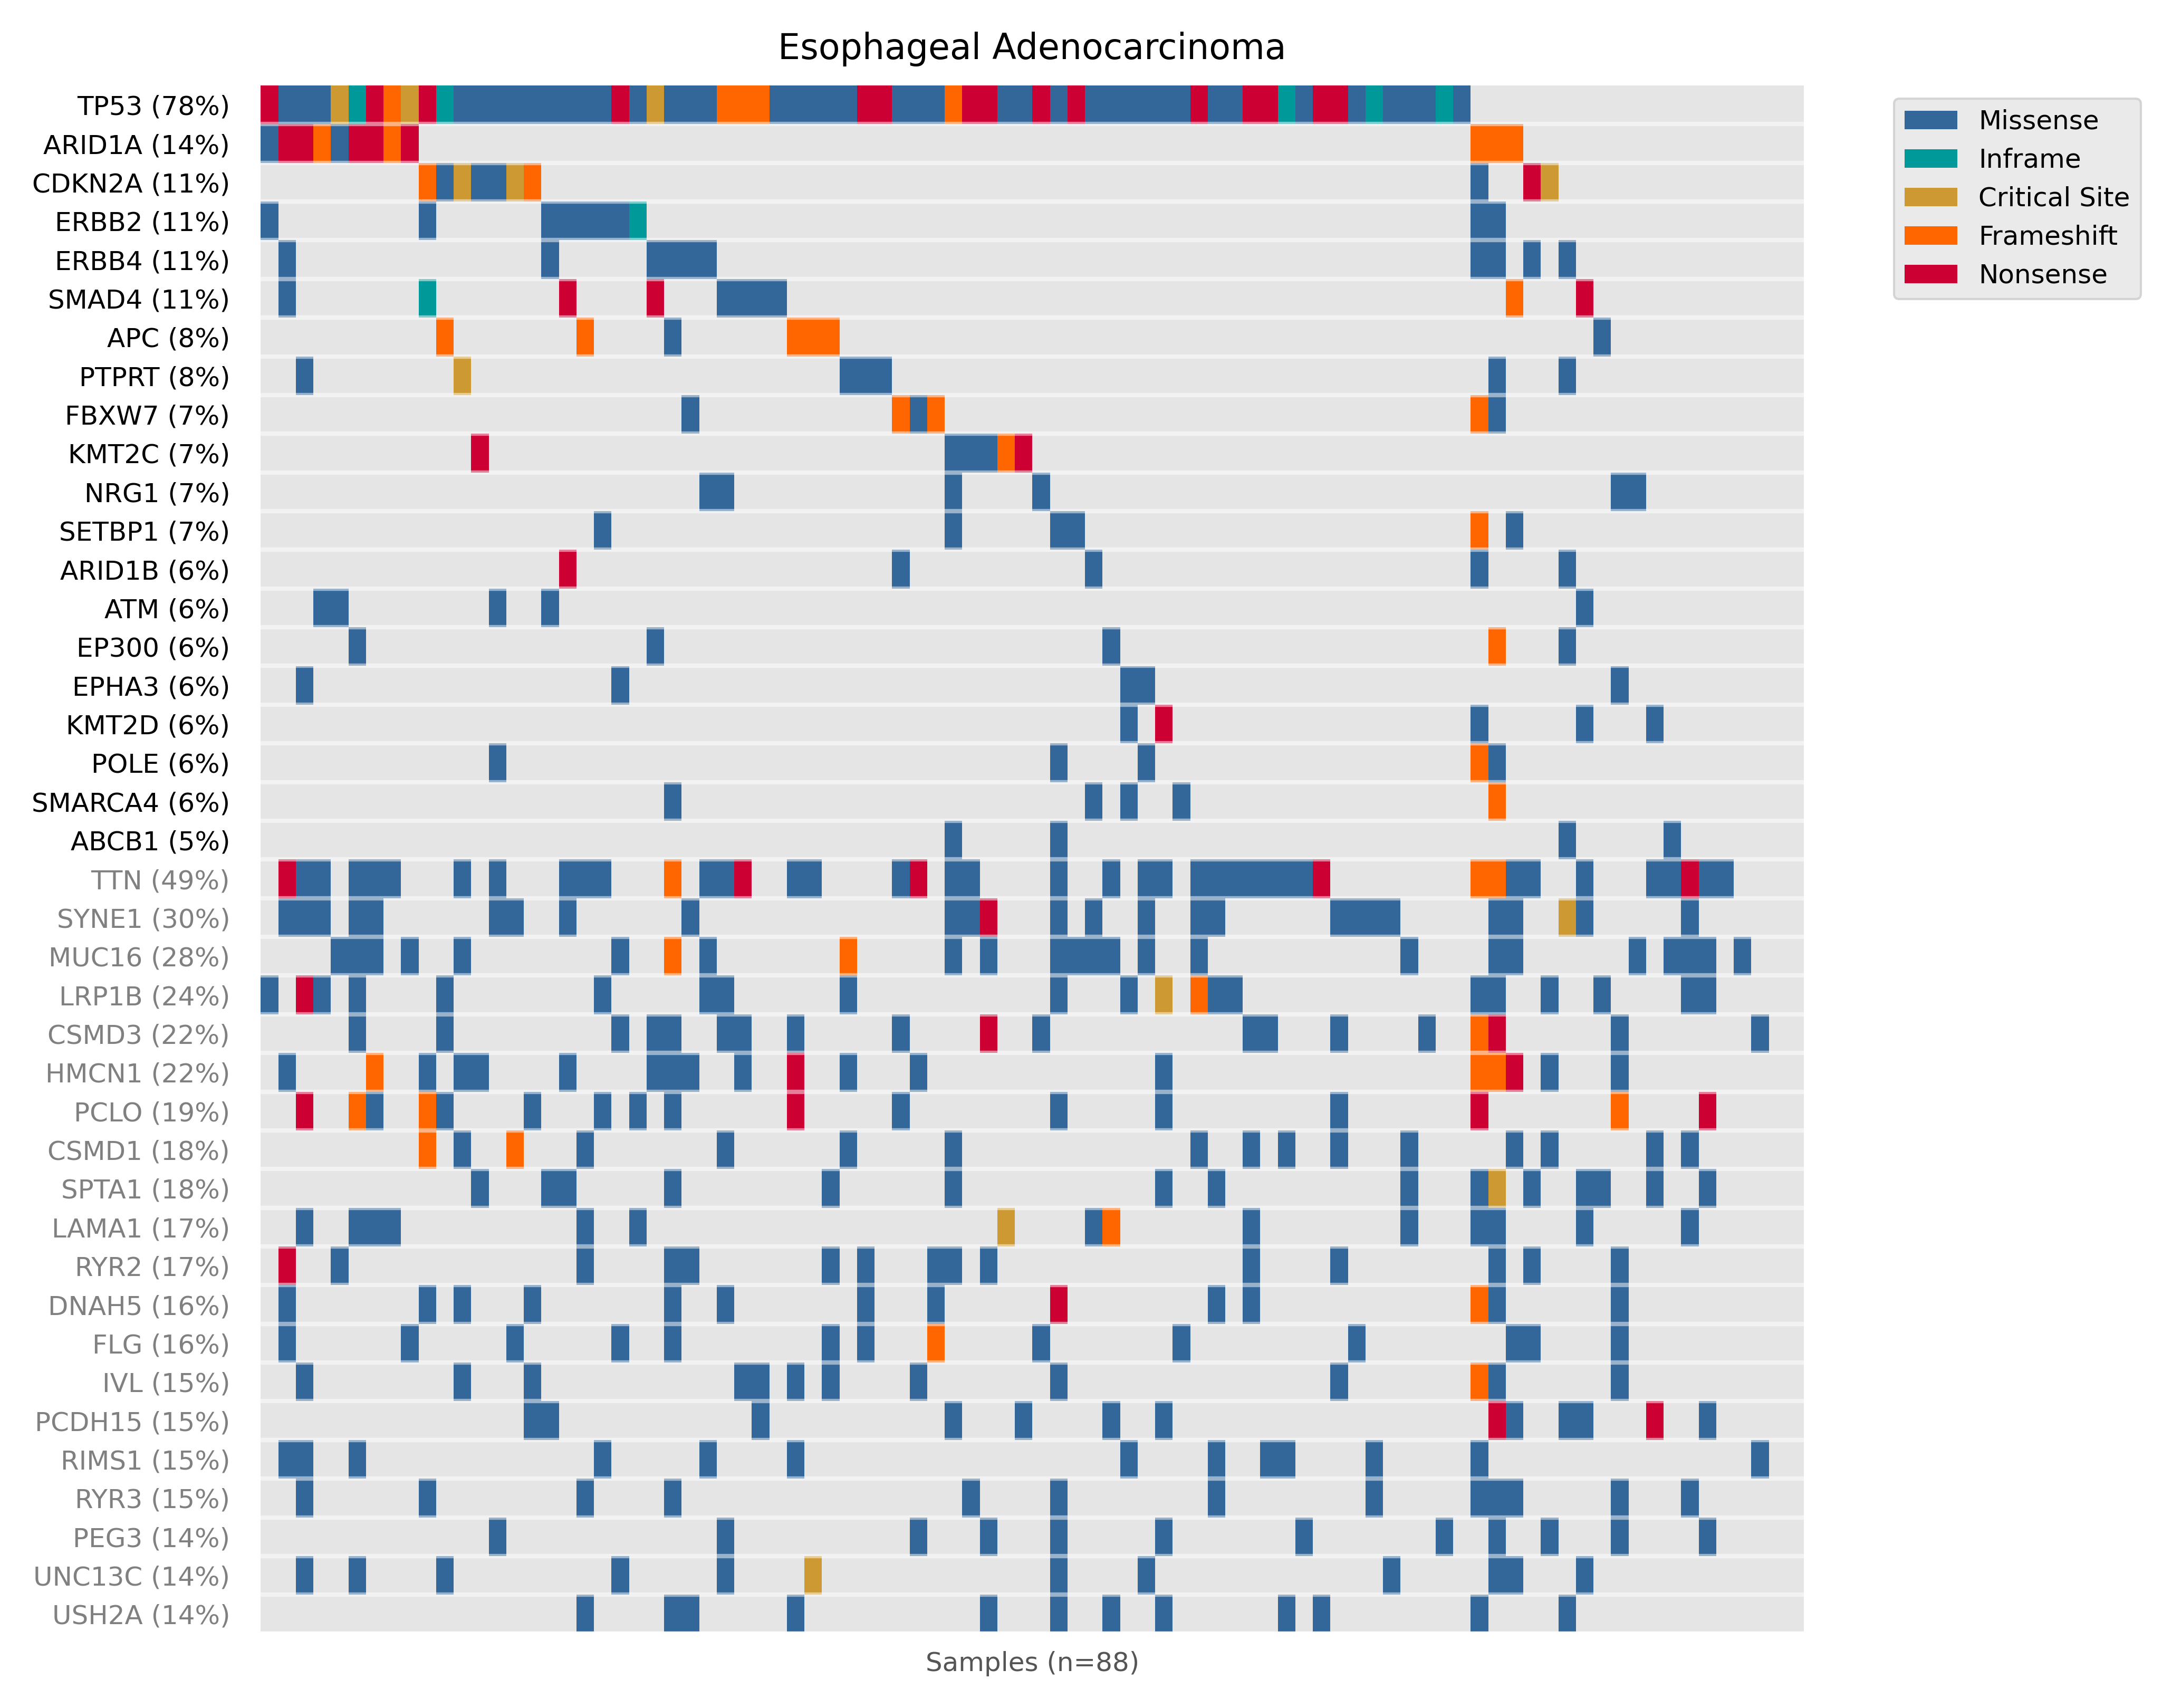 Esophageal Adenocarcinoma
TP53 (78%)
ARID1A (14%)
CDKN2A (11%)
ERBB2 (11%)
ERBB4 (11%)
SMAD4 (11%)
APC (8%)
PTPRT (8%)
FBXW7 (7%)
KMT2C (7%)
NRG1 (7%)
SETBP1 (7%)
ARID1B (6%)
ATM (6%)
EP300 (6%)
EPHA3 (6%)
KMT2D (6%)
POLE (6%)
SMARCA4 (6%)
ABCB1 (5%)
TTN (49%)
SYNE1 (30%)
MUC16 (28%)
LRP1B (24%)
CSMD3 (22%)
HMCN1 (22%)
PCLO (19%)
CSMD1 (18%)
SPTA1 (18%)
LAMA1 (17%)
RYR2 (17%)
DNAH5 (16%)
FLG (16%)
IVL (15%)
PCDH15 (15%)
RIMS1 (15%)
RYR3 (15%)
PEG3 (14%)
UNC13C (14%)
USH2A (14%)
Samples (n=88)
Missense
Inframe
Critical Site
Frameshift
Nonsense